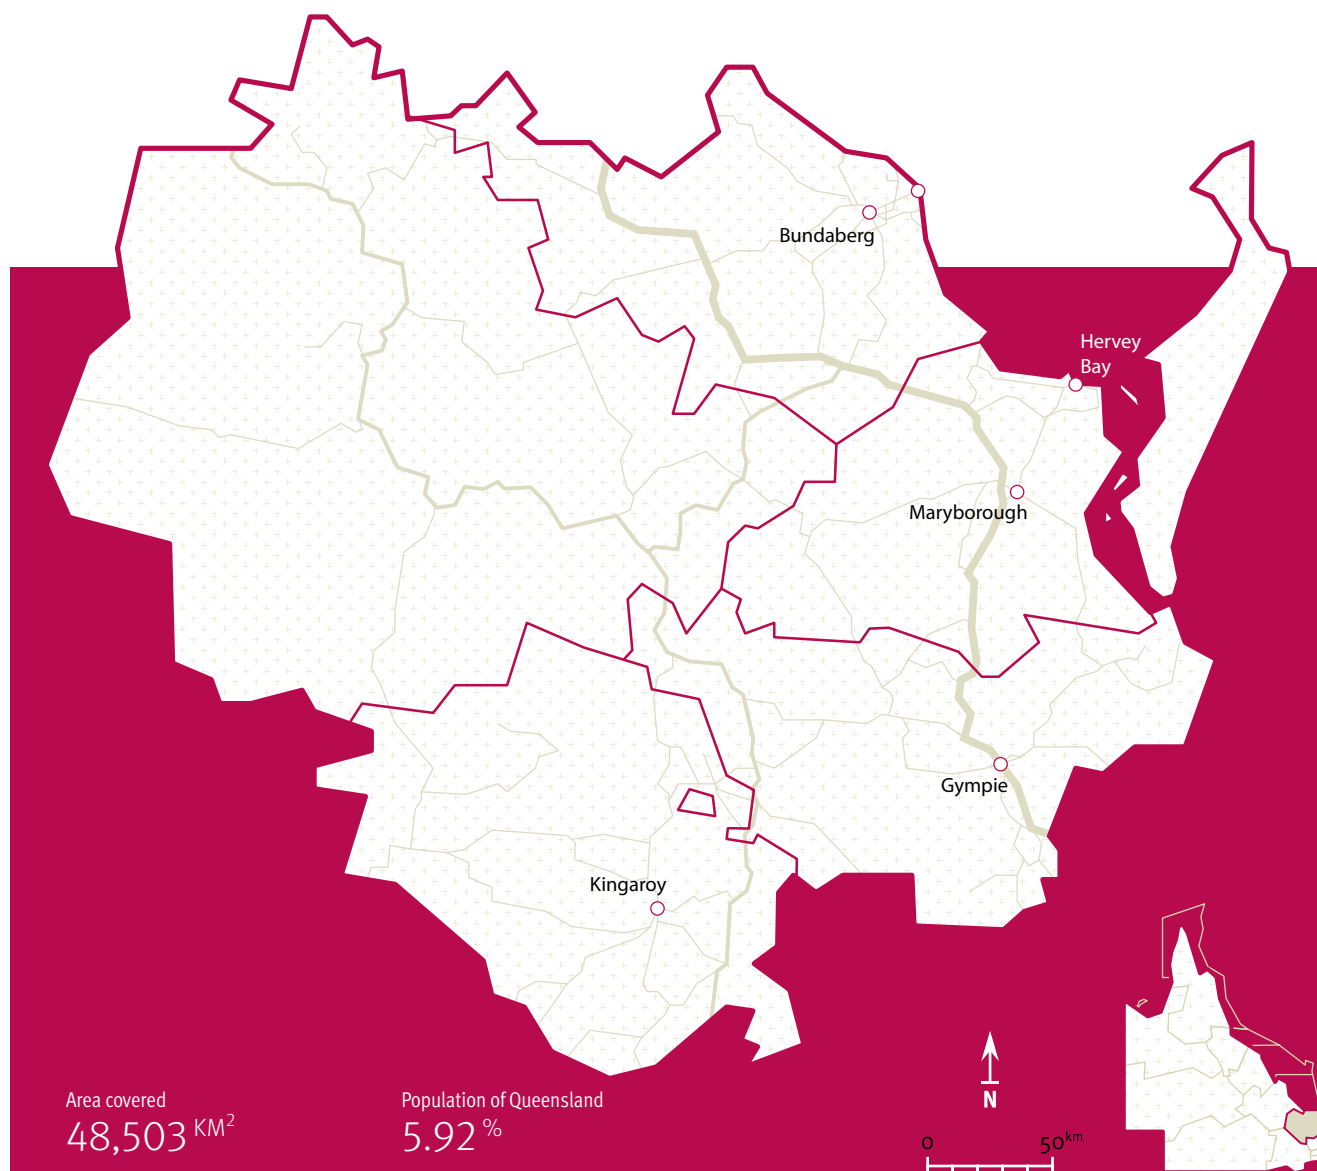 Bundaberg
Hervey
Bay
Maryborough
Gympie
Kingaroy
Area covered
48,503 KM²
Population of Queensland
5.92 %
N
0 50km